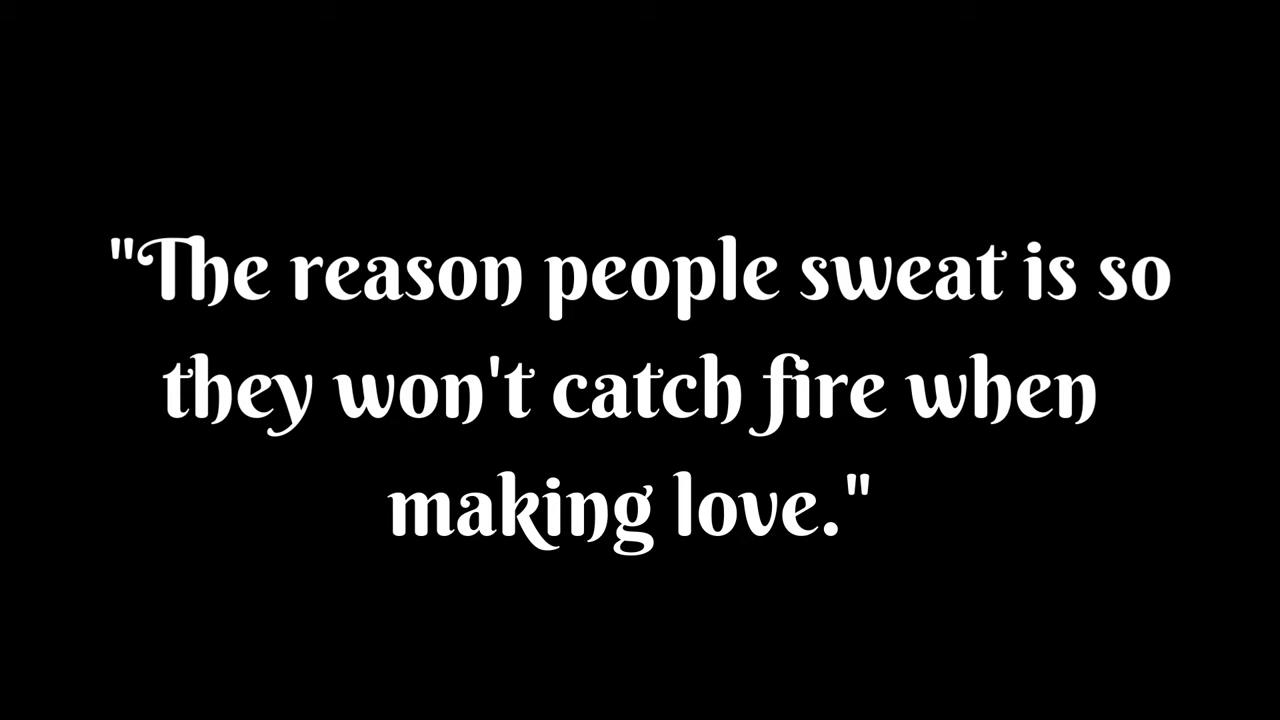 "The reason people sweat is so
they won't catch fire when
making love."